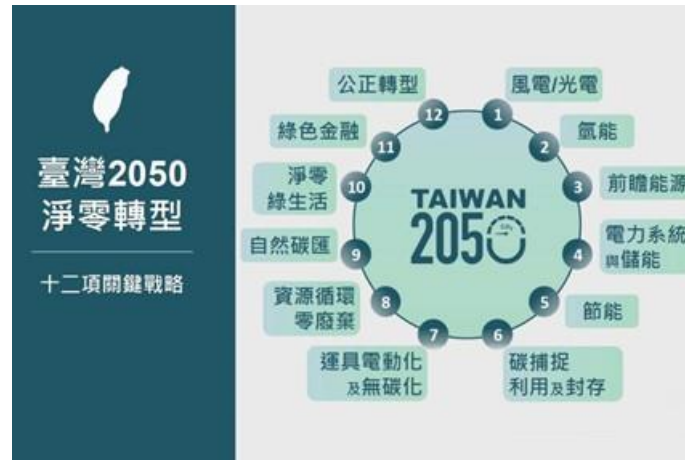 臺灣2050
淨零轉型
十二項關鍵戰略
TAIWAN
2050
1
風電/光電
2
氫能
3
前瞻能源
4
電力系統
與儲能
5
節能
6
碳捕捉
利用及封存
7
運具電動化
及無碳化
8
資源循環
零廢棄
9
自然碳匯
10
淨零
綠生活
11
綠色金融
12
公正轉型